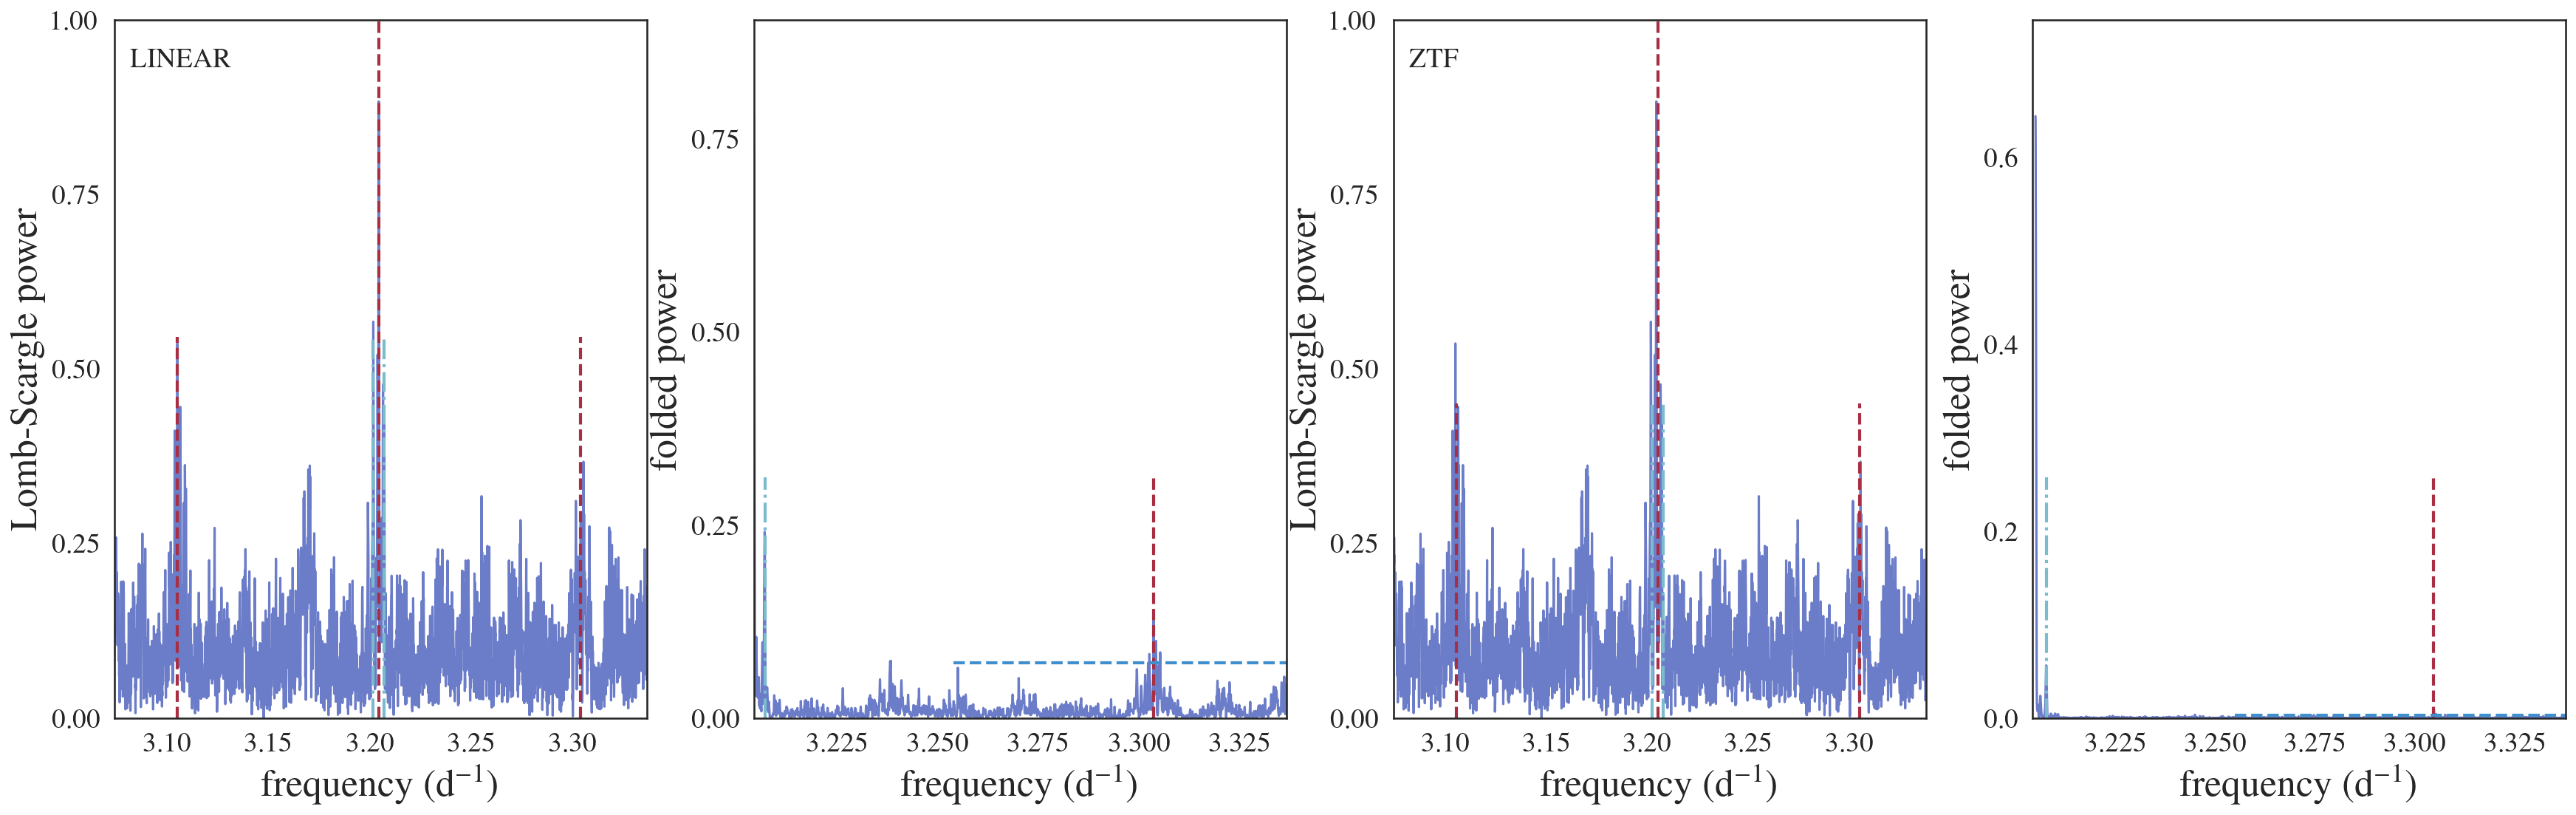 LINEAR
Lomb-Scargle power
1.00
0.75
0.50
0.25
0.00
3.10 3.15 3.20 3.25 3.30
frequency (d⁻¹)
folded power
0.75
0.50
0.25
0.00
3.225 3.250 3.275 3.300 3.325
frequency (d⁻¹)
ZTF
Lomb-Scargle power
1.00
0.75
0.50
0.25
0.00
3.10 3.15 3.20 3.25 3.30
frequency (d⁻¹)
folded power
0.6
0.4
0.2
0.0
3.225 3.250 3.275 3.300 3.325
frequency (d⁻¹)